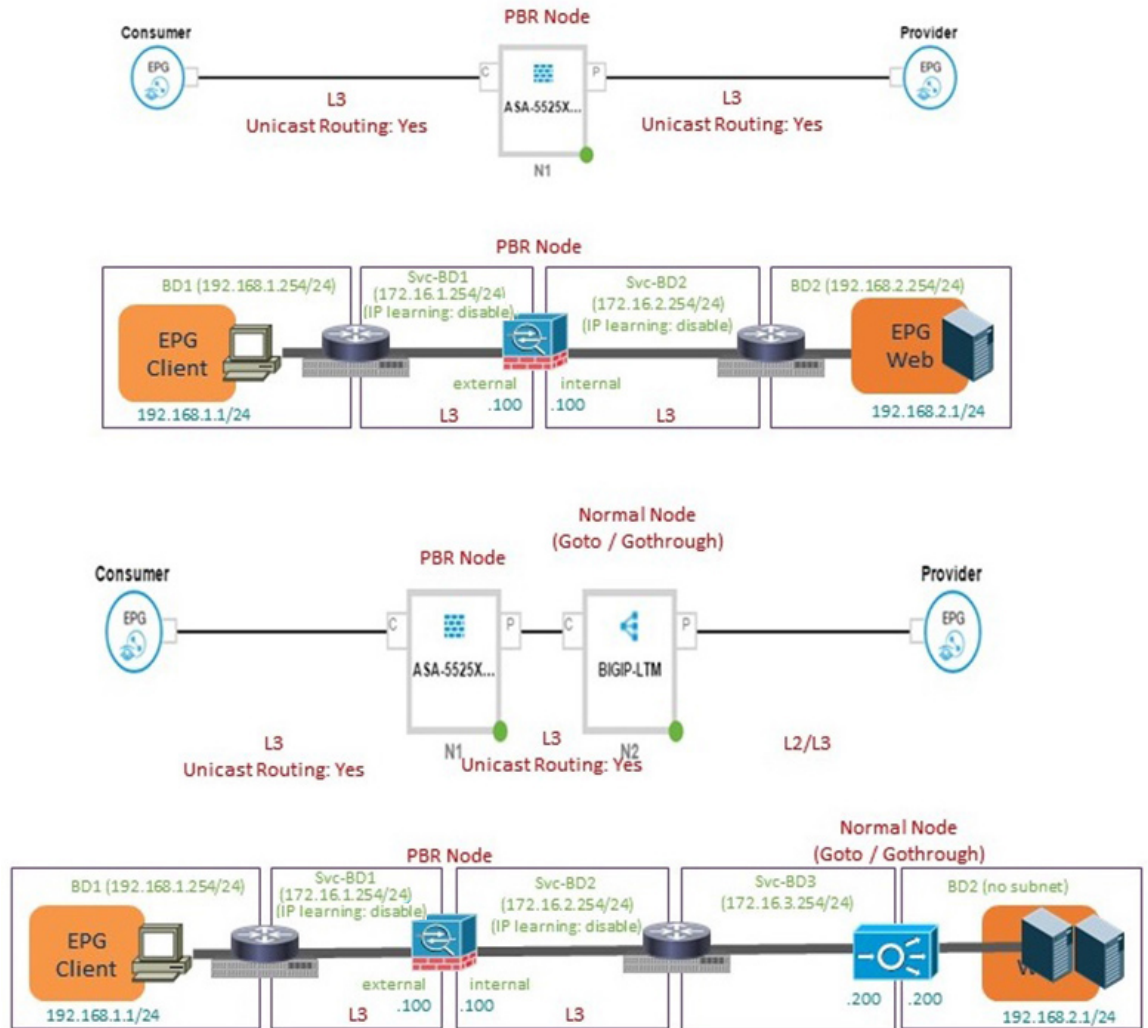 PBR Node
Consumer
Provider
EPG
C
P
EPG
ASA-5525X...
L3
Unicast Routing: Yes
L3
Unicast Routing: Yes
N1
PBR Node
BD1 (192.168.1.254/24)
Svc-BD1
(172.16.1.254/24)
(IP learning: disable)
Svc-BD2
(172.16.2.254/24)
(IP learning: disable)
BD2 (192.168.2.254/24)
EPG
Client
EPG
Web
192.168.1.1/24
external
.100
internal
.100
L3
L3
192.168.2.1/24
Normal Node
(Goto / Gothrough)
PBR Node
Consumer
Provider
EPG
C
P
C
P
EPG
ASA-5525X...
BIGIP-LTM
N1
N2
L3
Unicast Routing: Yes
L3
Unicast Routing: Yes
L2/L3
Normal Node
(Goto / Gothrough)
PBR Node
BD1 (192.168.1.254/24)
Svc-BD1
(172.16.1.254/24)
(IP learning: disable)
Svc-BD2
(172.16.2.254/24)
(IP learning: disable)
Svc-BD3
(172.16.3.254/24)
BD2 (no subnet)
EPG
Client
192.168.1.1/24
external
.100
internal
.100
L3
L3
.200
.200
192.168.2.1/24